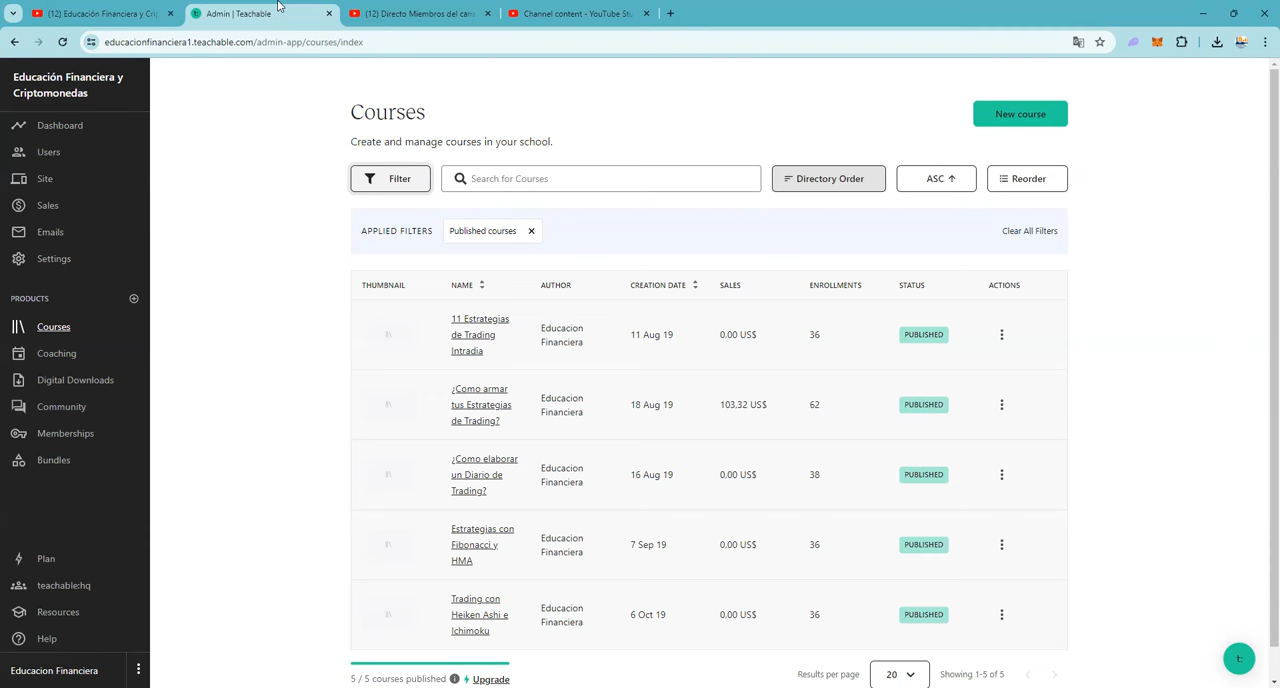 (12) Educación Financiera y Crip
Admin | Teachable
(12) Directo Miembros del cana
Channel content - YouTube Stu
educacionfinanciera1.teachable.com/admin-app/courses/index
Educación Financiera y
Criptomonedas
Dashboard
Users
Site
Sales
Emails
Settings
PRODUCTS
Courses
Coaching
Digital Downloads
Community
Memberships
Bundles
Plan
teachable:hq
Resources
Help
Educacion Financiera
Courses
New course
Create and manage courses in your school.
Filter
Search for Courses
Directory Order
ASC
Reorder
APPLIED FILTERS
Published courses
Clear All Filters
THUMBNAIL NAME AUTHOR CREATION DATE SALES ENROLLMENTS STATUS ACTIONS
11 Estrategias
de Trading
Intradia
Educacion
Financiera
11 Aug 19
0,00 US$
36
PUBLISHED
¿Como armar
tus Estrategias
de Trading?
Educacion
Financiera
18 Aug 19
103,32 US$
62
PUBLISHED
¿Como elaborar
un Diario de
Trading?
Educacion
Financiera
16 Aug 19
0,00 US$
38
PUBLISHED
Estrategias con
Fibonacci y
HMA
Educacion
Financiera
7 Sep 19
0,00 US$
36
PUBLISHED
Trading con
Heiken Ashi e
Ichimoku
Educacion
Financiera
6 Oct 19
0,00 US$
36
PUBLISHED
5 / 5 courses published
Upgrade
Results per page
20
Showing 1-5 of 5
t: